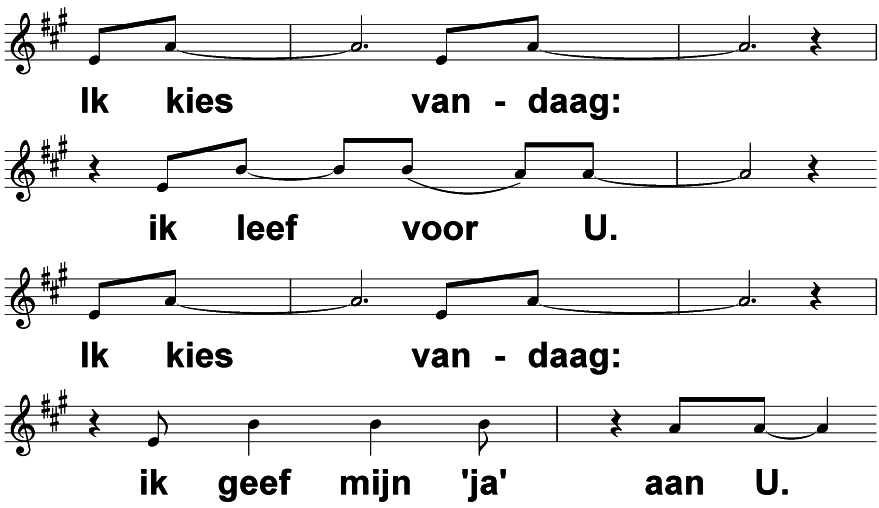 Ik kies van - daag:
ik leef voor U.
Ik kies van - daag:
ik geef mijn 'ja' aan U.